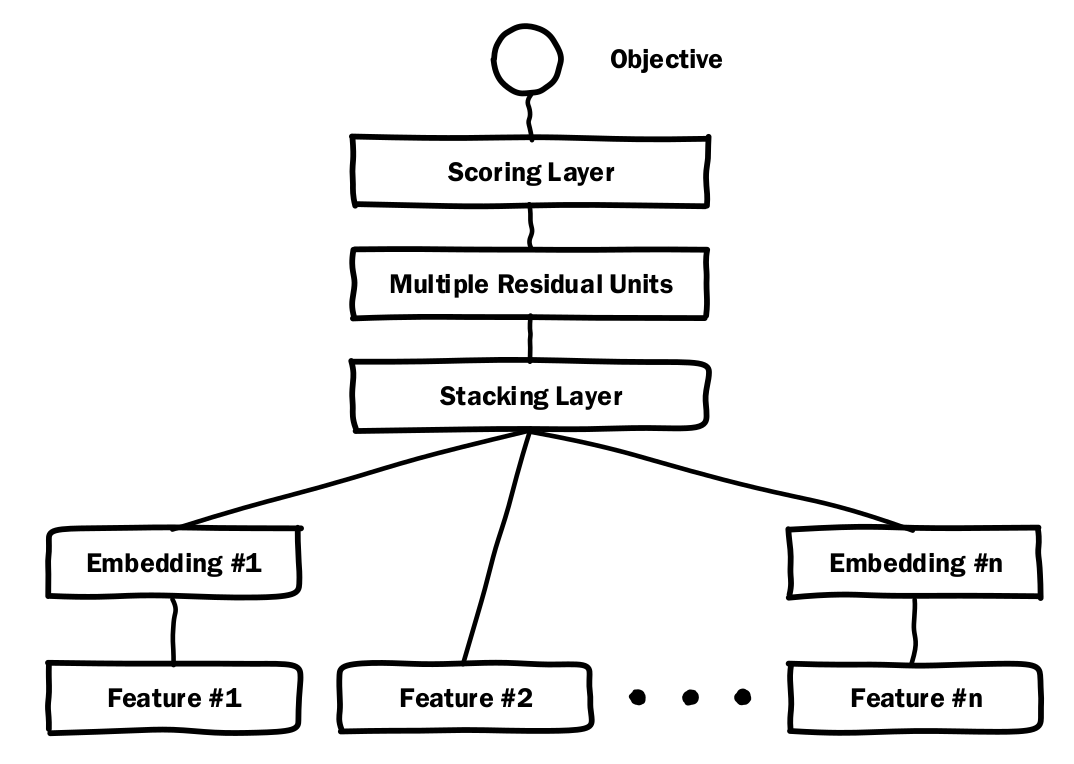 Objective
Scoring Layer
Multiple Residual Units
Stacking Layer
Embedding #1
Embedding #n
Feature #1
Feature #2
Feature #n